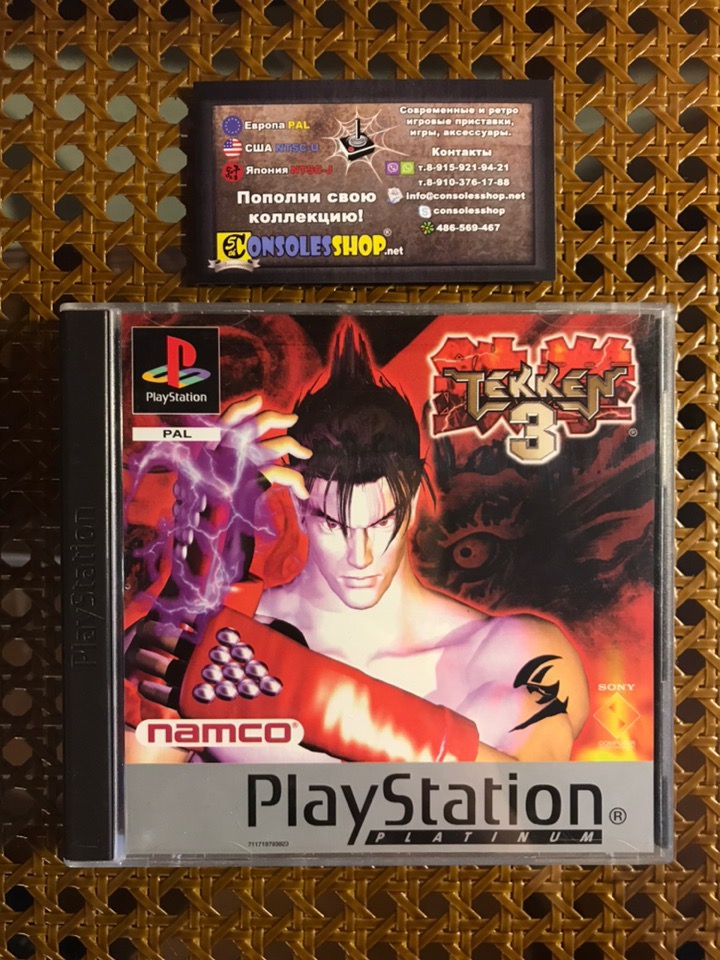 Европа PAL
США NTSC-U
Япония NTSC-J
Пополни свою
коллекцию!
CONSOLESSHOP.net
Современные и ретро
игровые приставки,
игры, аксессуары.
Контакты
т.8-915-921-94-21
т.8-910-376-17-88
info@consolesshop.net
consolesshop
486-569-467
PlayStation
PlayStation
PAL
TEKKEN
3
®
SONY
namco®
PlayStation®
PLATINUM